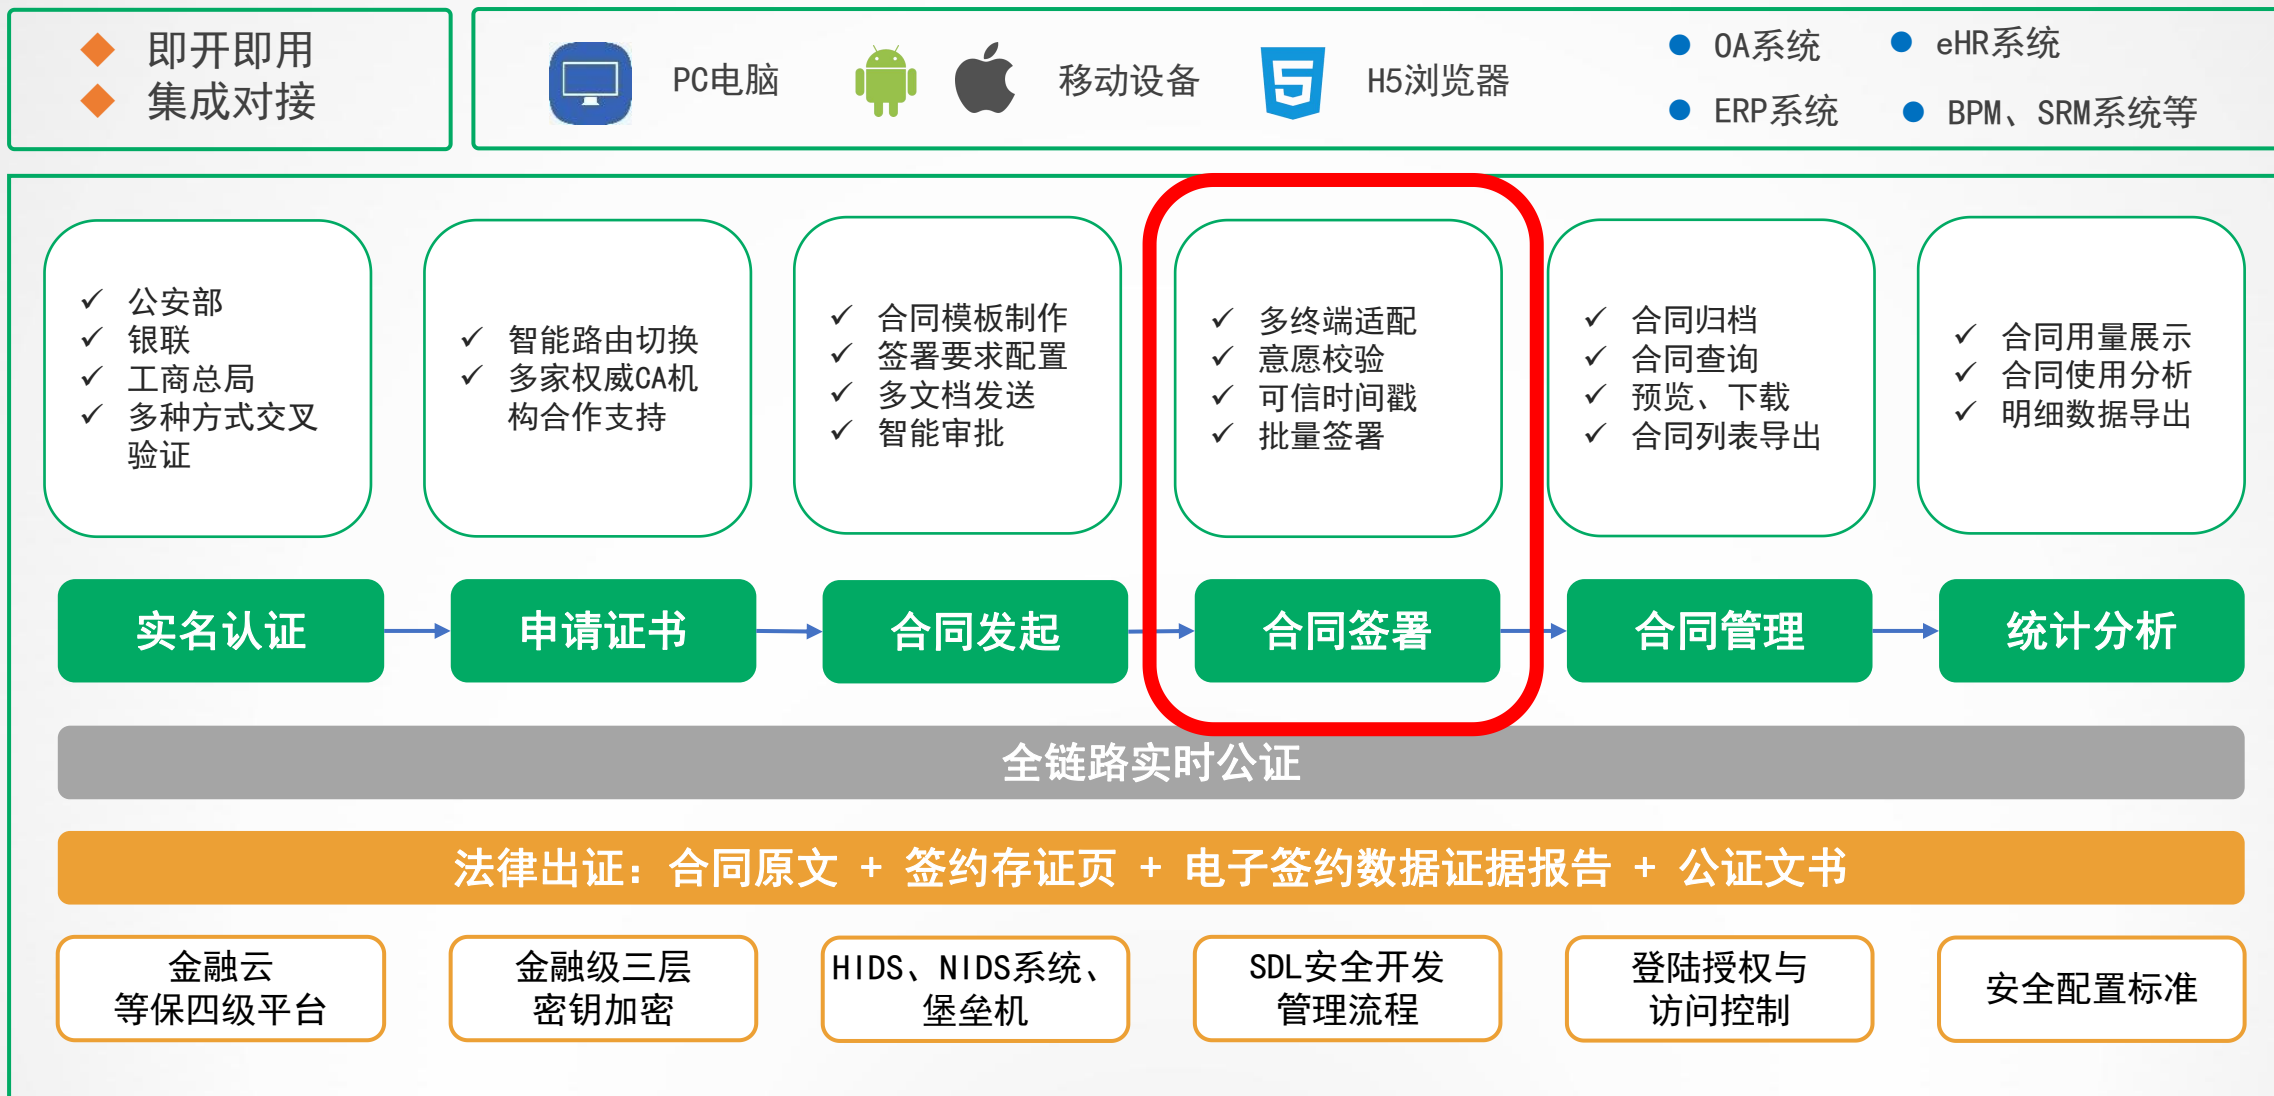 即开即用
集成对接
PC电脑
移动设备
H5浏览器
OA系统
eHR系统
ERP系统
BPM、SRM系统等
公安部
银联
工商总局
多种方式交叉
验证
智能路由切换
多家权威CA机
构合作支持
合同模板制作
签署要求配置
多文档发送
智能审批
多终端适配
意愿校验
可信时间戳
批量签署
合同归档
合同查询
预览、下载
合同列表导出
合同用量展示
合同使用分析
明细数据导出
实名认证
申请证书
合同发起
合同签署
合同管理
统计分析
全链路实时公证
法律出证：合同原文 + 签约存证页 + 电子签约数据证据报告 + 公证文书
金融云
等保四级平台
金融级三层
密钥加密
HIDS、NIDS系统、
堡垒机
SDL安全开发
管理流程
登陆授权与
访问控制
安全配置标准